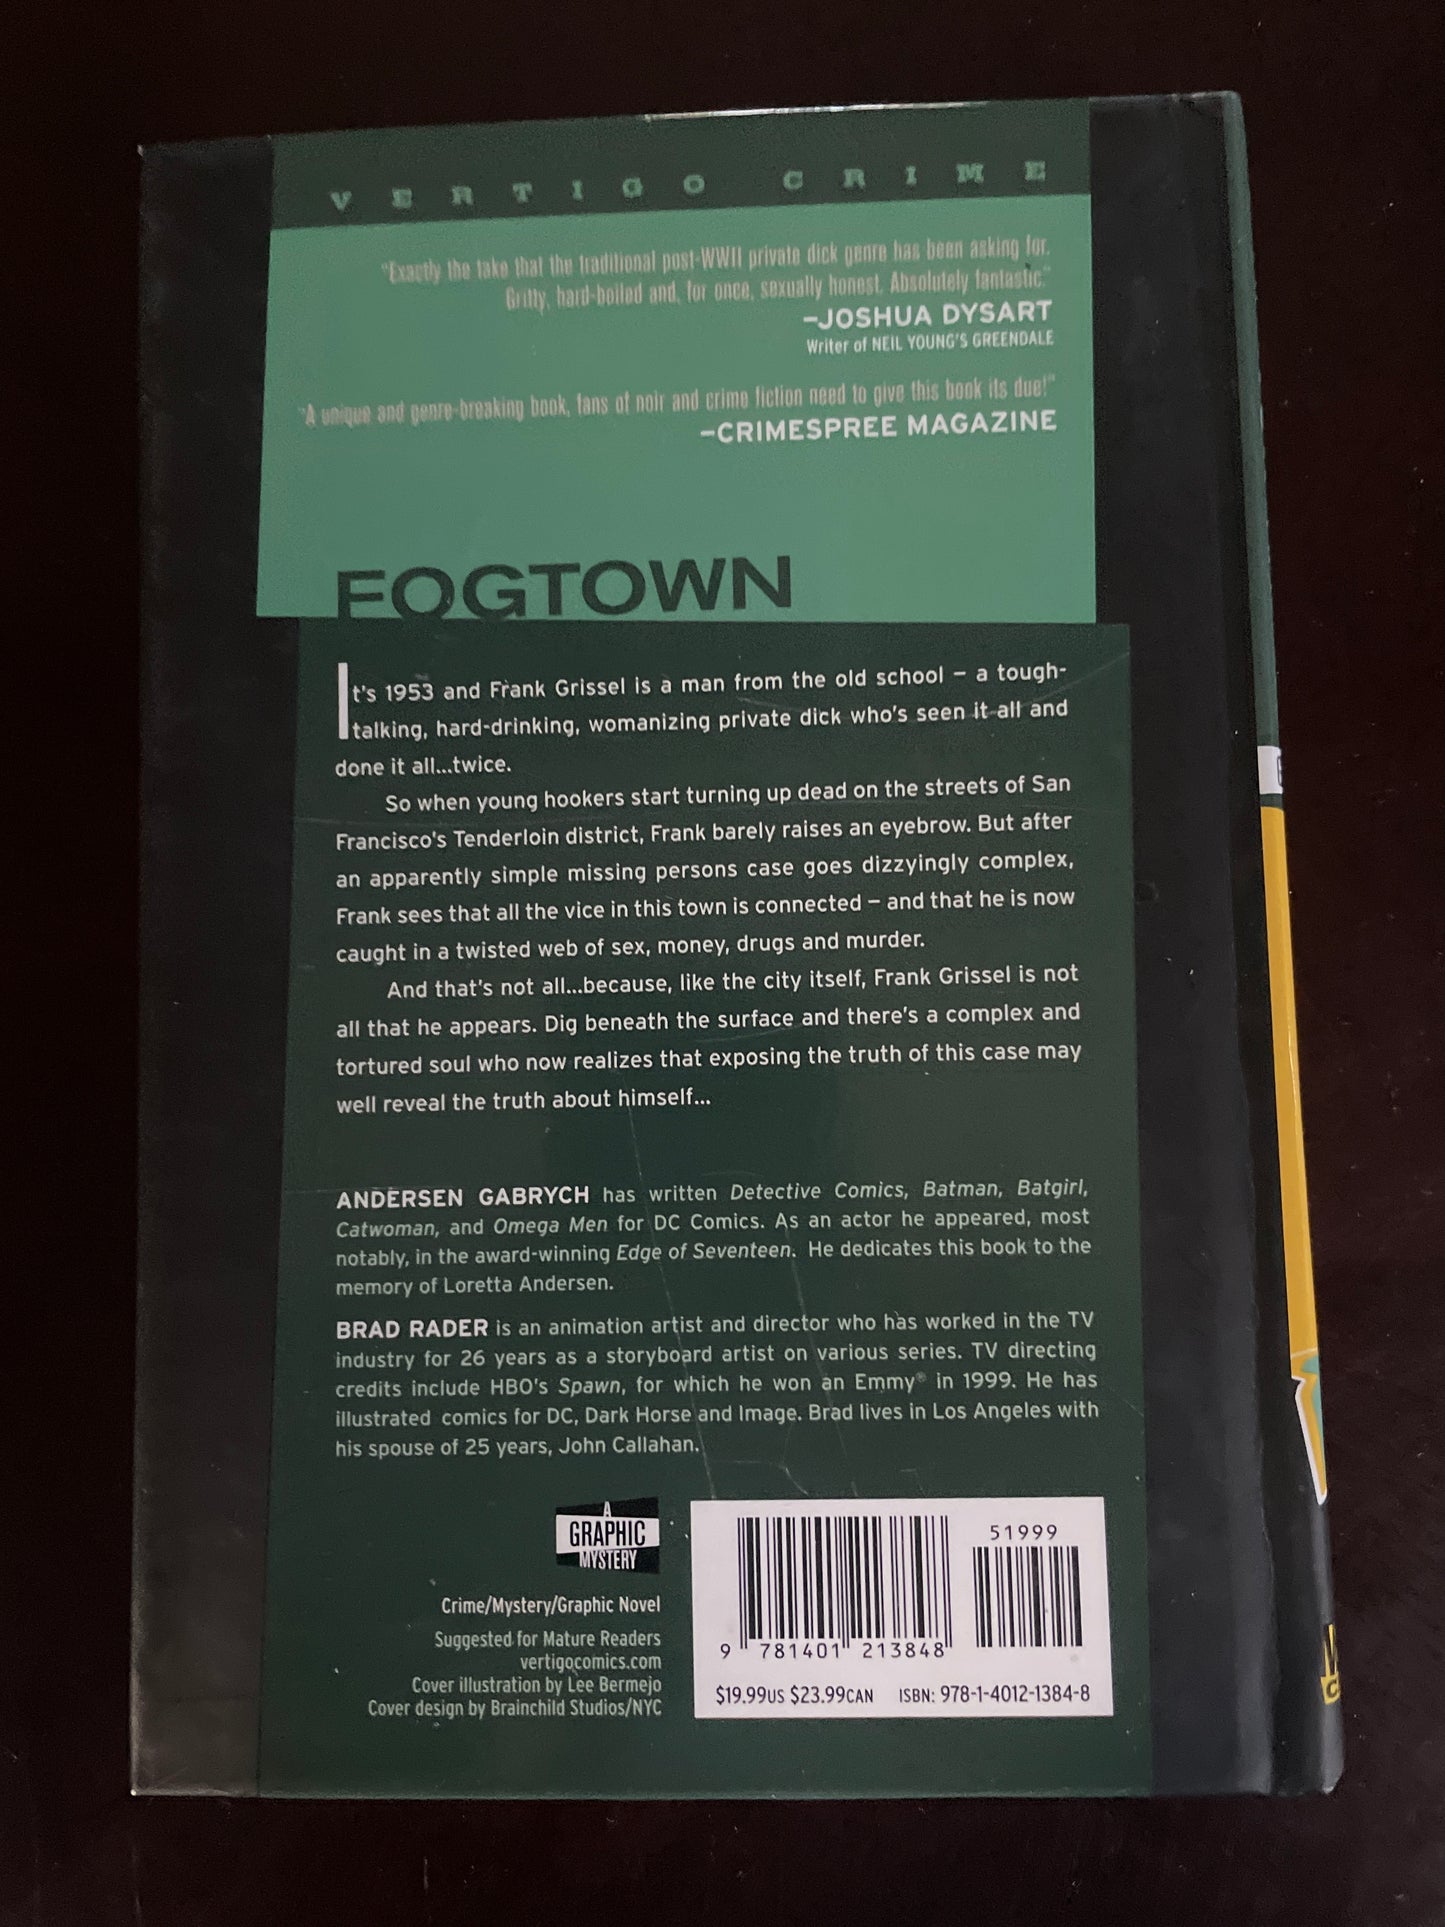 VERTIGO CRIME
"Exactly the take that the traditional post-WWII private dick genre has been asking for.
Gritty, hard-boiled and, for once, sexually honest. Absolutely fantastic."
–JOSHUA DYSART
Writer of NEIL YOUNG'S GREENDALE
"A unique and genre-breaking book, fans of noir and crime fiction need to give this book its due!"
–CRIMESPREE MAGAZINE
FOGTOWN
It's 1953 and Frank Grissel is a man from the old school – a tough-
talking, hard-drinking, womanizing private dick who's seen it all and
done it all...twice.
So when young hookers start turning up dead on the streets of San
Francisco's Tenderloin district, Frank barely raises an eyebrow. But after
an apparently simple missing persons case goes dizzyingly complex,
Frank sees that all the vice in this town is connected – and that he is now
caught in a twisted web of sex, money, drugs and murder.
And that's not all...because, like the city itself, Frank Grissel is not
all that he appears. Dig beneath the surface and there's a complex and
tortured soul who now realizes that exposing the truth of this case may
well reveal the truth about himself...
ANDERSEN GABRYCH has written Detective Comics, Batman, Batgirl,
Catwoman, and Omega Men for DC Comics. As an actor he appeared, most
notably, in the award-winning Edge of Seventeen. He dedicates this book to the
memory of Loretta Andersen.
BRAD RADER is an animation artist and director who has worked in the TV
industry for 26 years as a storyboard artist on various series. TV directing
credits include HBO's Spawn, for which he won an Emmy® in 1999. He has
illustrated comics for DC, Dark Horse and Image. Brad lives in Los Angeles with
his spouse of 25 years, John Callahan.
A
GRAPHIC
MYSTERY
Crime/Mystery/Graphic Novel
Suggested for Mature Readers
vertigocomics.com
Cover illustration by Lee Bermejo
Cover design by Brainchild Studios/NYC
51999
9 781401 213848
$19.99US $23.99CAN ISBN: 978-1-4012-1384-8